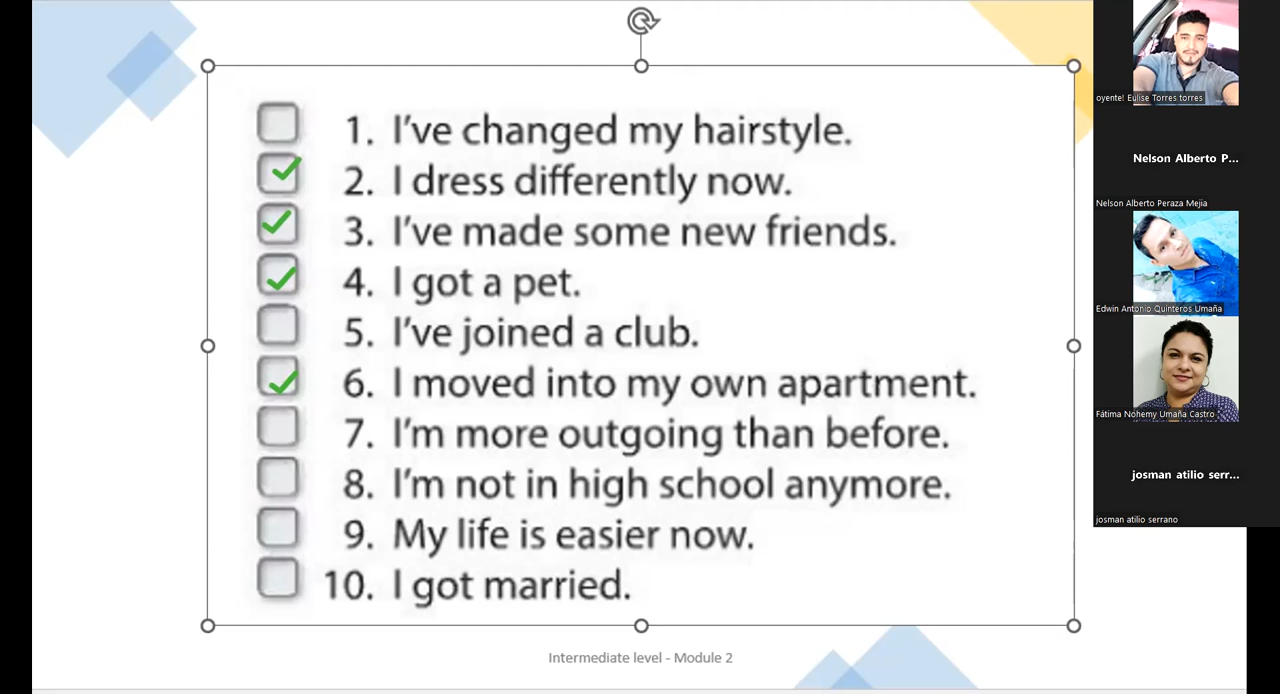 1. I've changed my hairstyle.
2. I dress differently now.
3. I've made some new friends.
4. I got a pet.
5. I've joined a club.
6. I moved into my own apartment.
7. I'm more outgoing than before.
8. I'm not in high school anymore.
9. My life is easier now.
10. I got married.
Intermediate level - Module 2
oyente! Eulise Torres torres
Nelson Alberto P...
Nelson Alberto Peraza Mejia
Edwin Antonio Quinteros Umaña
Fátima Nohemy Umaña Castro
josman atilio serr...
josman atilio serrano